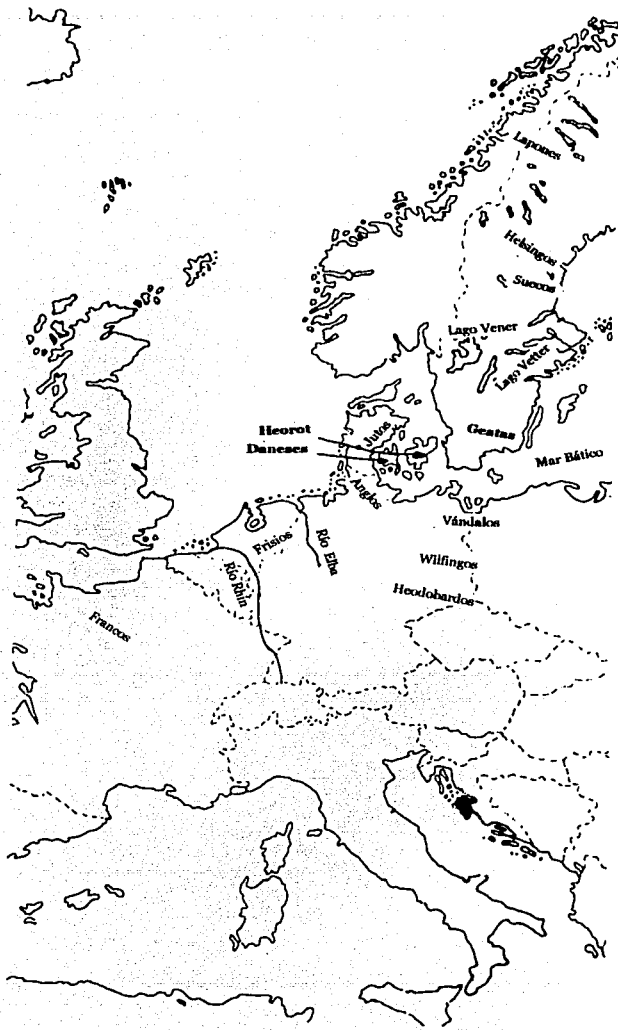 Lapones
Helsingos
Suecos
Lago Vener
Lago Vetter
Heorot
Daneses
Jutos
Geatas
Mar Bático
Anglos
Vándalos
Frisios
Río Elba
Río Rhin
Wilfingos
Heodobardos
Francos